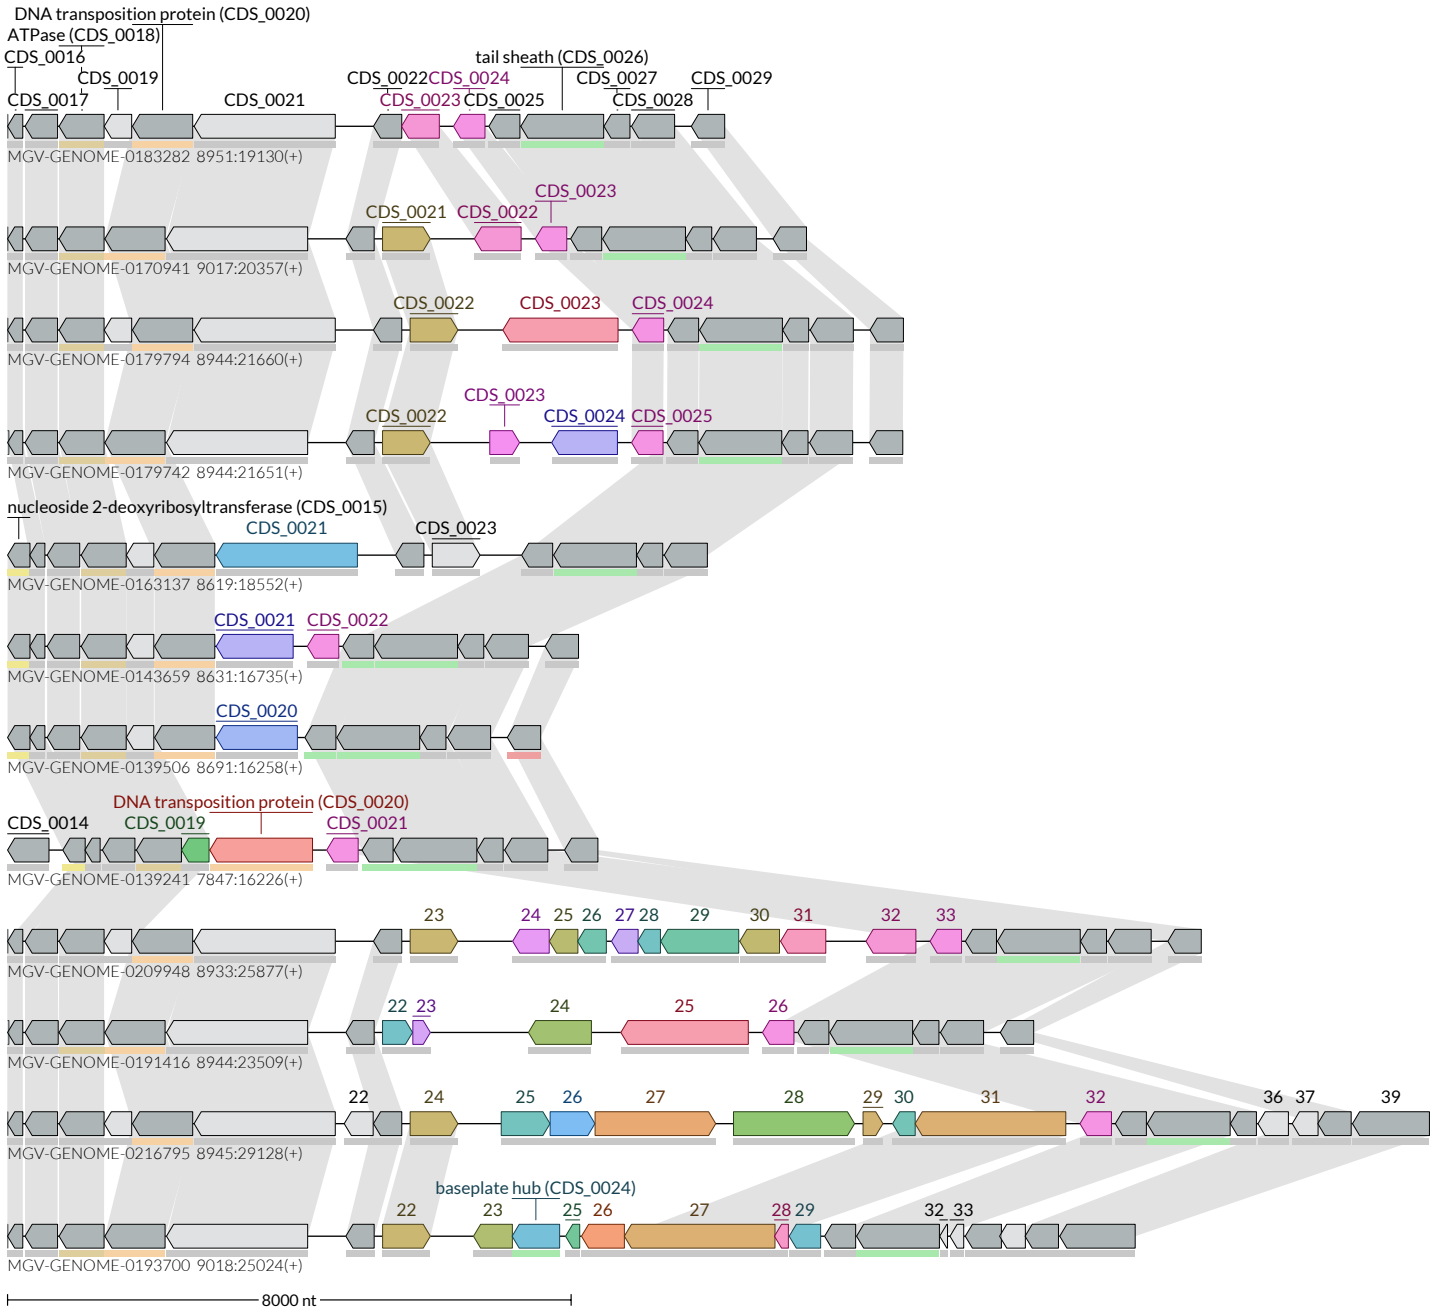 DNA transposition protein (CDS_0020)
ATPase (CDS_0018)
CDS_0016 tail sheath (CDS_0026)
CDS_0019 CDS_0022 CDS_0024 CDS_0027 CDS_0029
CDS_0017 CDS_0021 CDS_0023 CDS_0025 CDS_0028
MGV-GENOME-0183282 8951:19130(+)
CDS_0023
CDS_0021 CDS_0022
MGV-GENOME-0170941 9017:20357(+)
CDS_0022 CDS_0023 CDS_0024
MGV-GENOME-0179794 8944:21660(+)
CDS_0023
CDS_0022 CDS_0024 CDS_0025
MGV-GENOME-0179742 8944:21651(+)
nucleoside 2-deoxyribosyltransferase (CDS_0015)
CDS_0021 CDS_0023
MGV-GENOME-0163137 8619:18552(+)
CDS_0021 CDS_0022
MGV-GENOME-0143659 8631:16735(+)
CDS_0020
MGV-GENOME-0139506 8691:16258(+)
DNA transposition protein (CDS_0020)
CDS_0014 CDS_0019 CDS_0021
MGV-GENOME-0139241 7847:16226(+)
23 24 25 26 27 28 29 30 31 32 33
MGV-GENOME-0209948 8933:25877(+)
22 23 24 25 26
MGV-GENOME-0191416 8944:23509(+)
22 24 25 26 27 28 29 30 31 32 36 37 39
MGV-GENOME-0216795 8945:29128(+)
baseplate hub (CDS_0024)
22 23 25 26 27 28 29 32 33
MGV-GENOME-0193700 9018:25024(+)
8000 nt